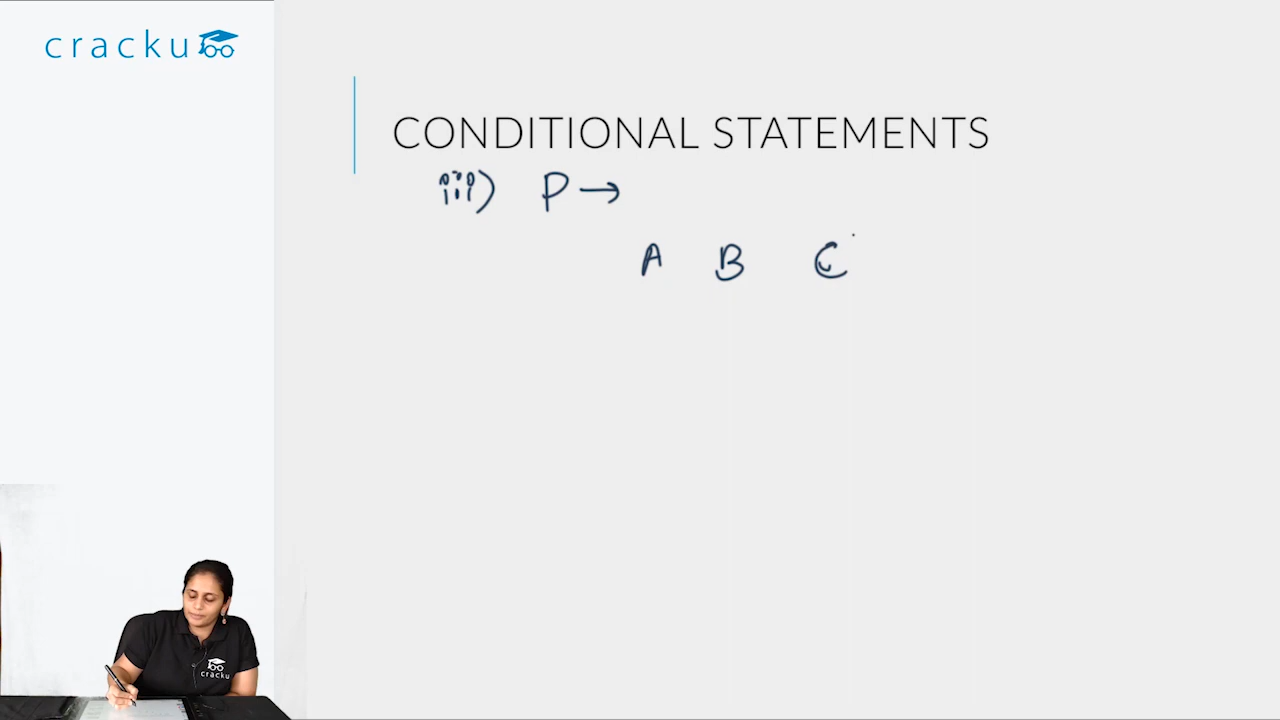 cracku
CONDITIONAL STATEMENTS
iii) P →
A B C
cracku